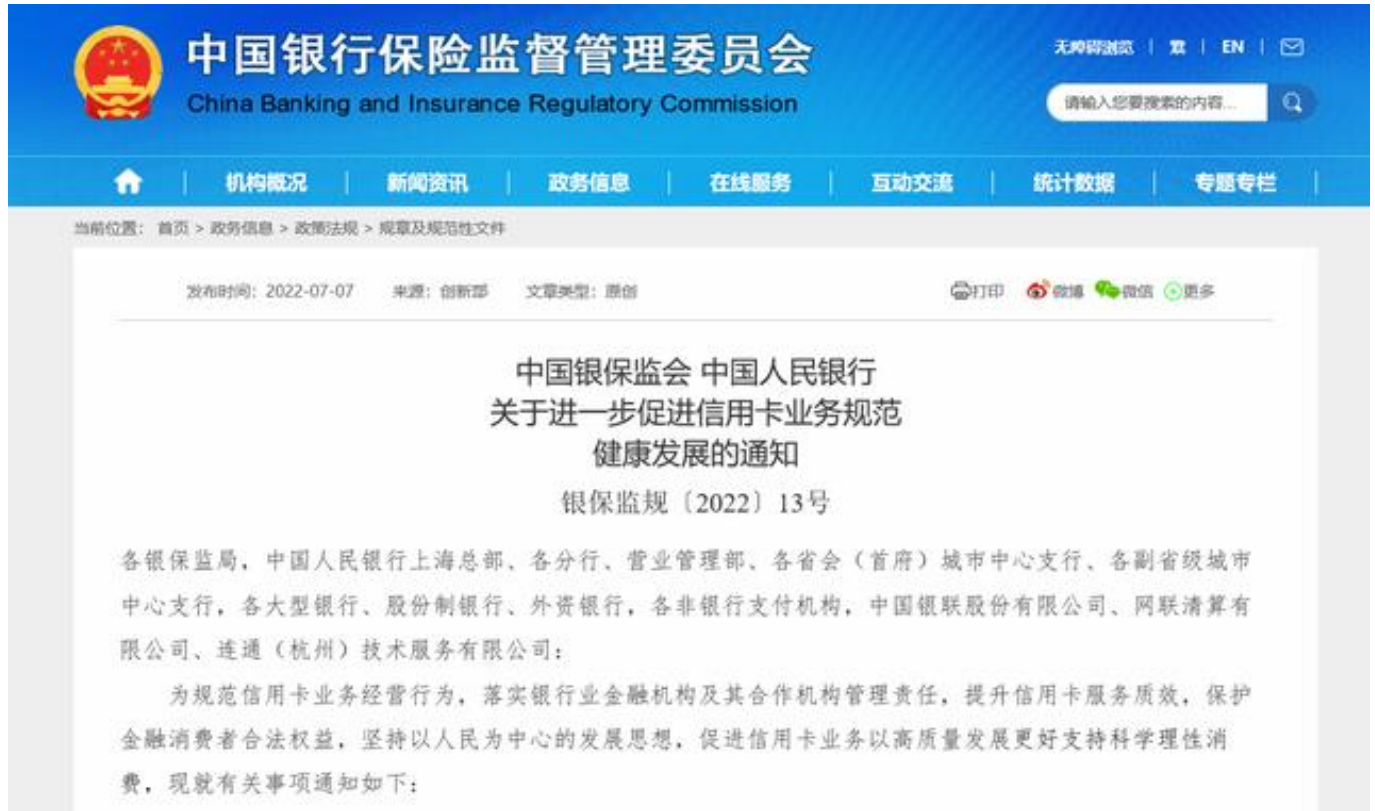 中国银行保险监督管理委员会
China Banking and Insurance Regulatory Commission
无障碍浏览 | 繁 | EN |
请输入您要搜索的内容...
机构概况 | 新闻资讯 | 政务信息 | 在线服务 | 互动交流 | 统计数据 | 专题专栏
当前位置: 首页 > 政务信息 > 政策法规 > 规章及规范性文件
发布时间: 2022-07-07 来源: 创新部 文章类型: 原创 打印 微博 微信 更多
中国银保监会 中国人民银行
关于进一步促进信用卡业务规范
健康发展的通知
银保监规〔2022〕13号
各银保监局，中国人民银行上海总部、各分行、营业管理部、各省会（首府）城市中心支行、各副省级城市
中心支行，各大型银行、股份制银行、外资银行，各非银行支付机构，中国银联股份有限公司、网联清算有
限公司、连通（杭州）技术服务有限公司：
为规范信用卡业务经营行为，落实银行业金融机构及其合作机构管理责任，提升信用卡服务质效，保护
金融消费者合法权益，坚持以人民为中心的发展思想，促进信用卡业务以高质量发展更好支持科学理性消
费，现就有关事项通知如下：